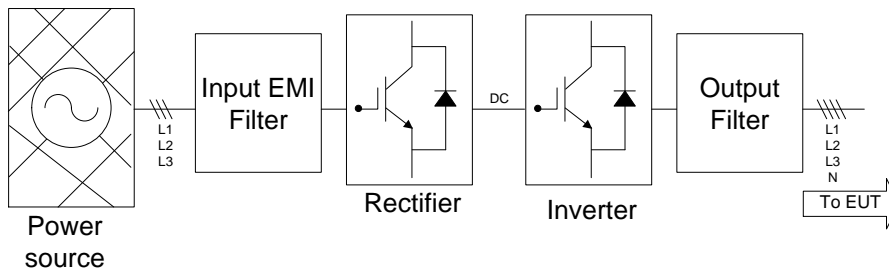 Power
source
L1
L2
L3
Input EMI
Filter
Rectifier
DC
Inverter
Output
Filter
L1
L2
L3
N
To EUT